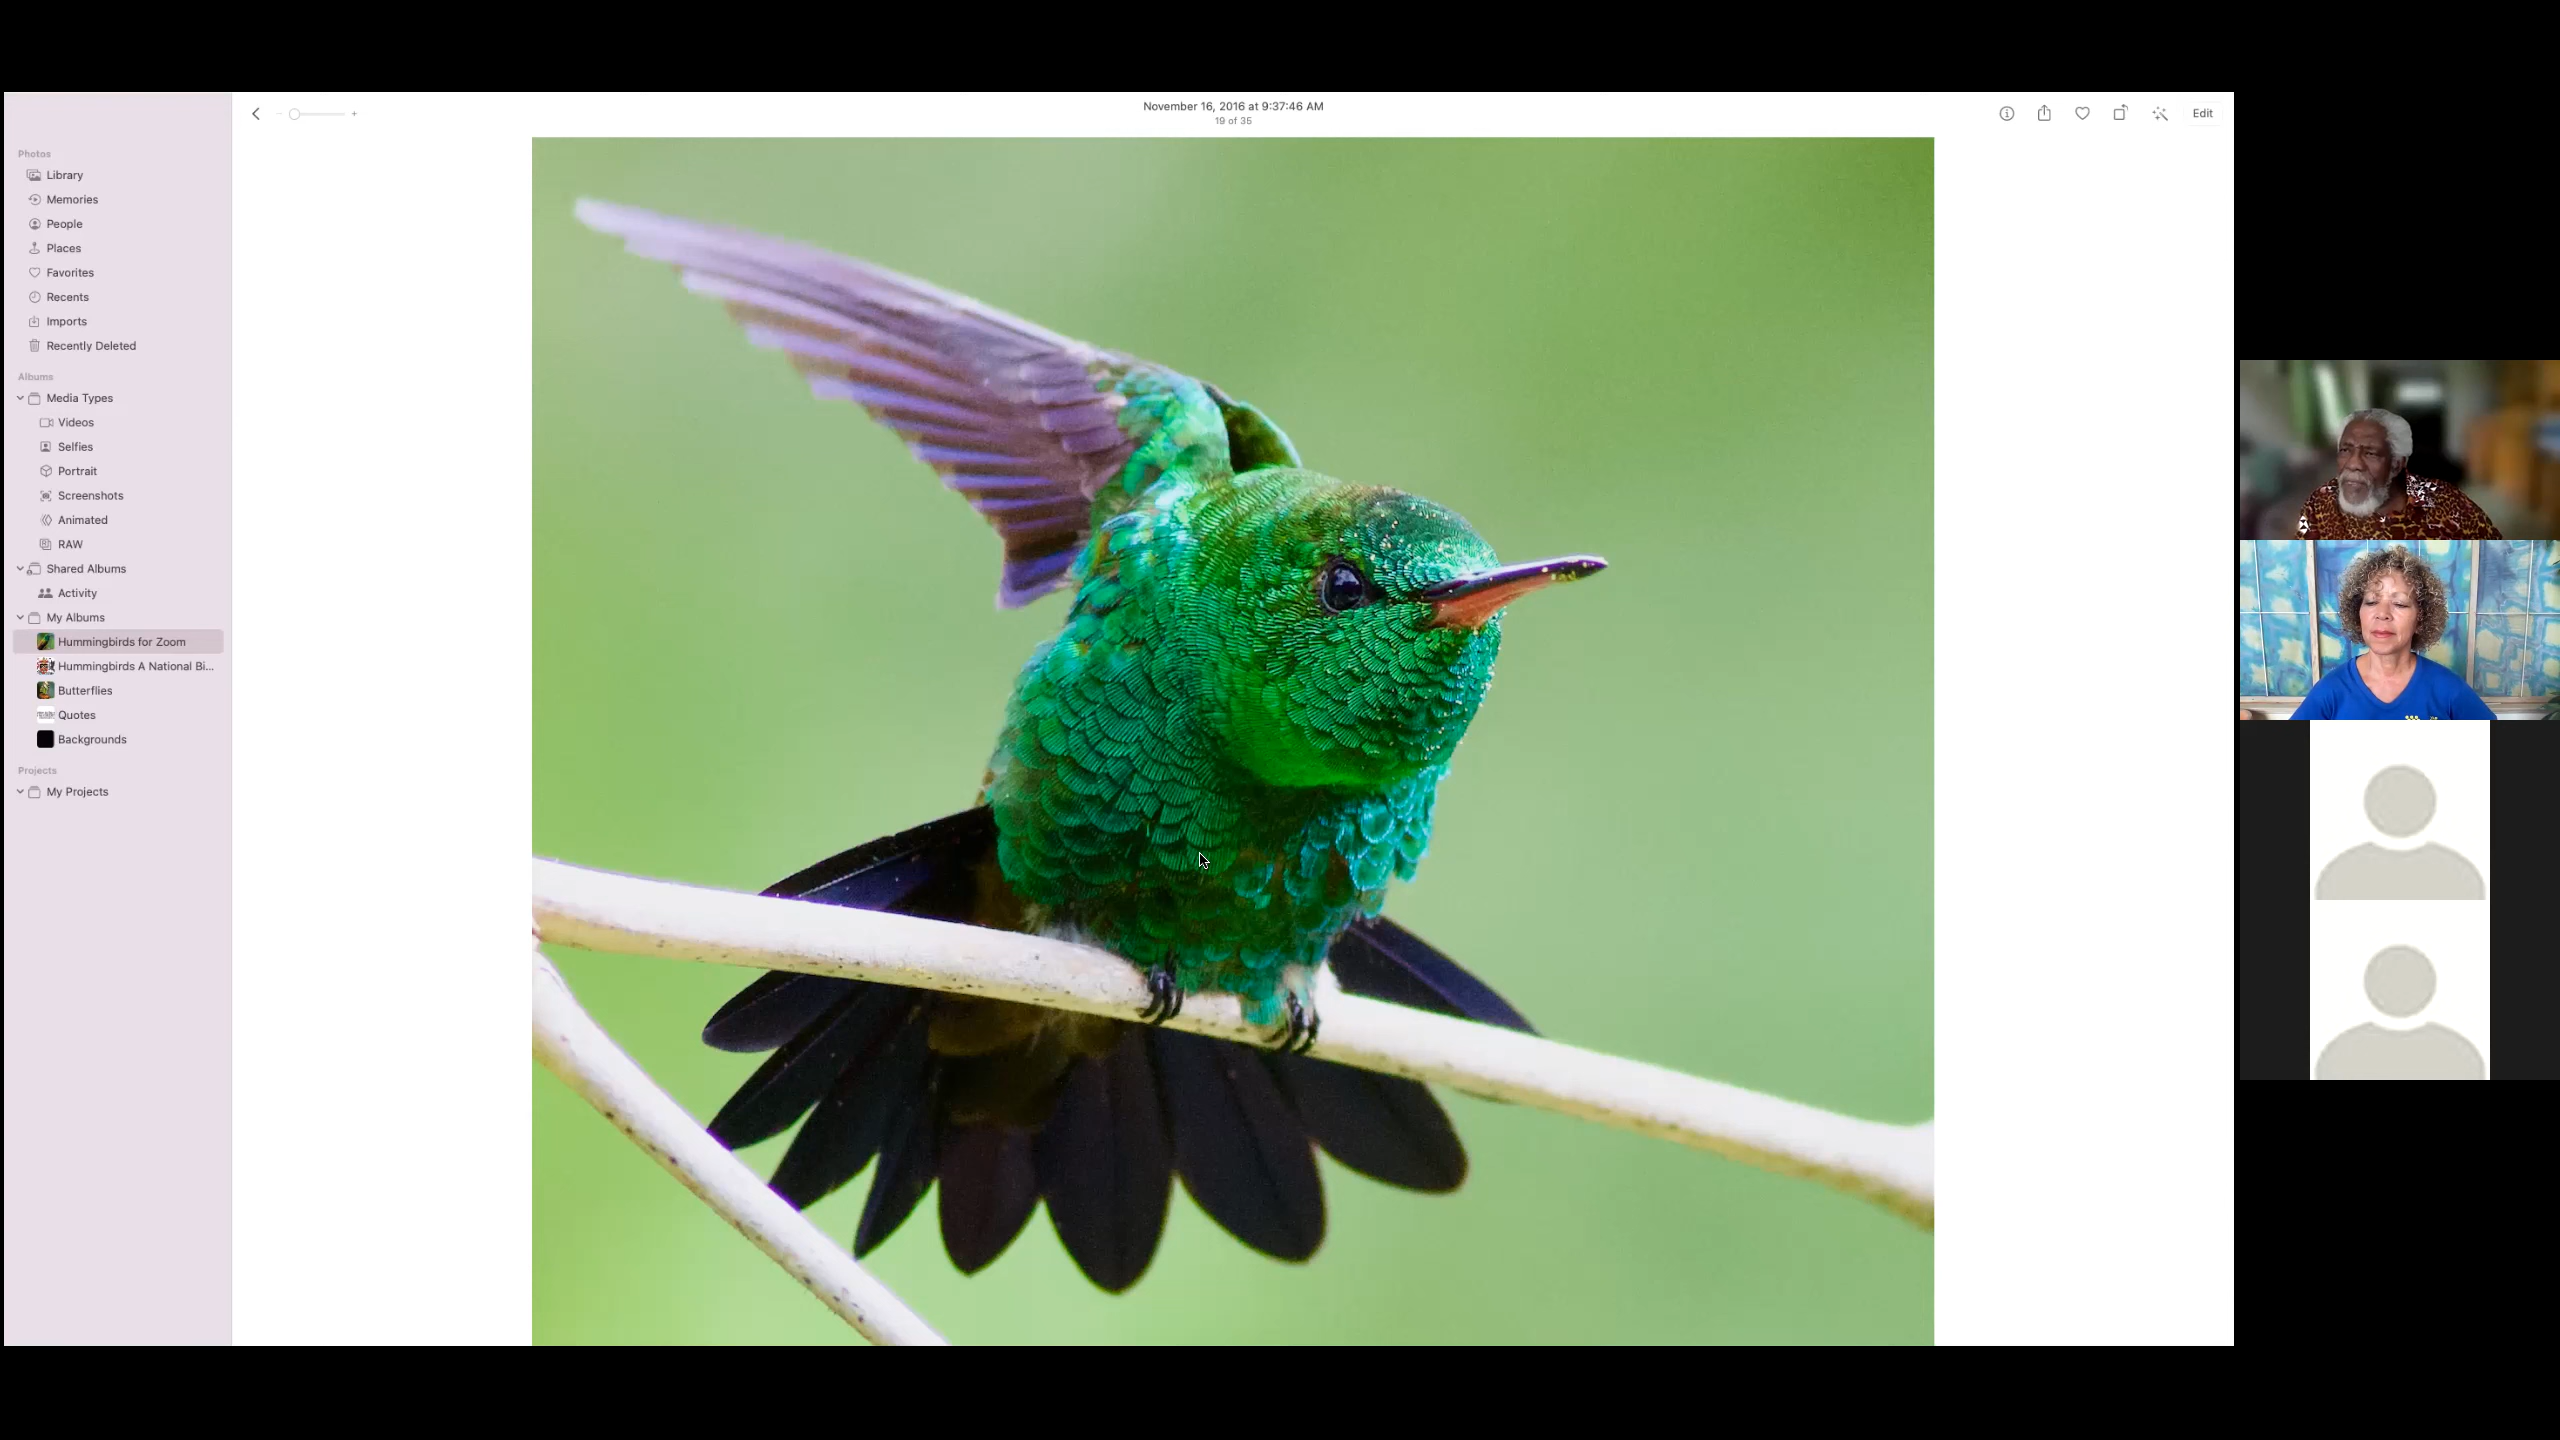 November 16, 2016 at 9:37:46 AM
19 of 35
Edit
Photos
Library
Memories
People
Places
Favorites
Recents
Imports
Recently Deleted
Albums
Media Types
Videos
Selfies
Portrait
Screenshots
Animated
RAW
Shared Albums
Activity
My Albums
Hummingbirds for Zoom
Hummingbirds A National Bi...
Butterflies
Quotes
Backgrounds
Projects
My Projects